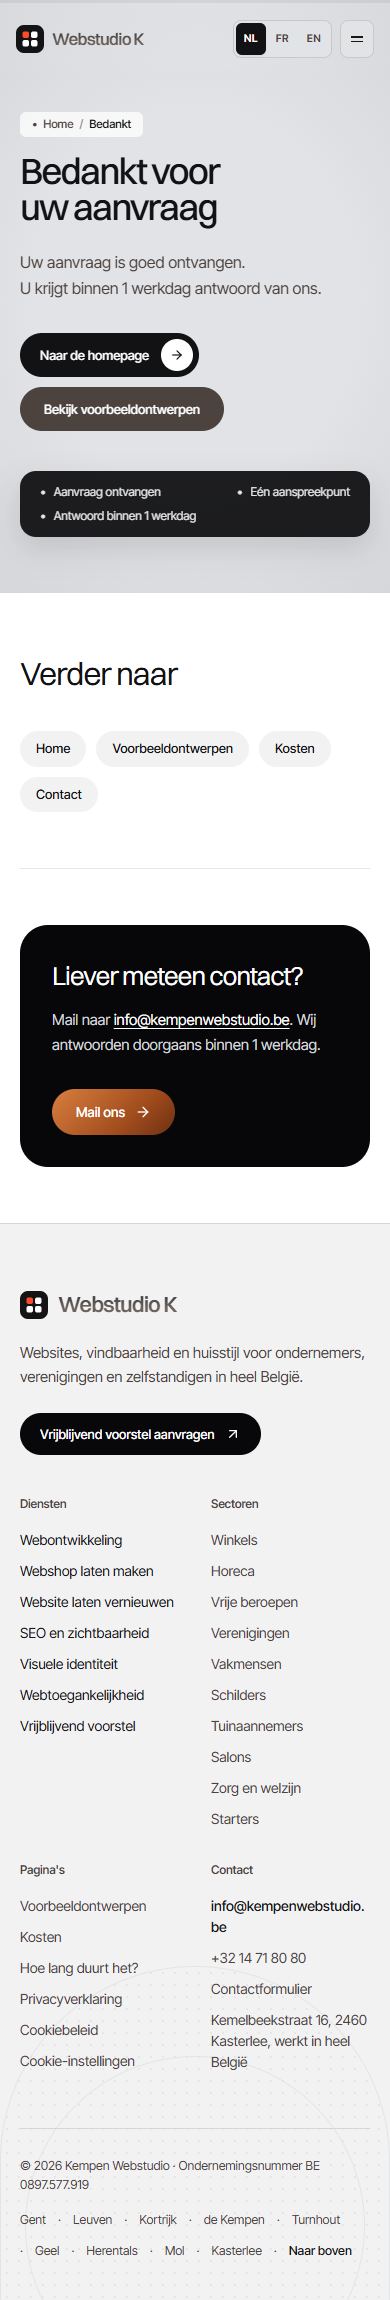 Webstudio K
NL FR EN
• Home / Bedankt
Bedankt voor
uw aanvraag
Uw aanvraag is goed ontvangen.
U krijgt binnen 1 werkdag antwoord van ons.
Naar de homepage →
Bekijk voorbeeldontwerpen
• Aanvraag ontvangen • Eén aanspreekpunt
• Antwoord binnen 1 werkdag
Verder naar
Home Voorbeeldontwerpen Kosten
Contact
Liever meteen contact?
Mail naar info@kempenwebstudio.be. Wij
antwoorden doorgaans binnen 1 werkdag.
Mail ons →
Webstudio K
Websites, vindbaarheid en huisstijl voor ondernemers,
verenigingen en zelfstandigen in heel België.
Vrijblijvend voorstel aanvragen ↗
Diensten
Webontwikkeling
Webshop laten maken
Website laten vernieuwen
SEO en zichtbaarheid
Visuele identiteit
Webtoegankelijkheid
Vrijblijvend voorstel
Sectoren
Winkels
Horeca
Vrije beroepen
Verenigingen
Vakmensen
Schilders
Tuinaannemers
Salons
Zorg en welzijn
Starters
Pagina's
Voorbeeldontwerpen
Kosten
Hoe lang duurt het?
Privacyverklaring
Cookiebeleid
Cookie-instellingen
Contact
info@kempenwebstudio.
be
+32 14 71 80 80
Contactformulier
Kemelbeekstraat 16, 2460
Kasterlee, werkt in heel
België
© 2026 Kempen Webstudio · Ondernemingsnummer BE
0897.577.919
Gent · Leuven · Kortrijk · de Kempen · Turnhout
· Geel · Herentals · Mol · Kasterlee · Naar boven